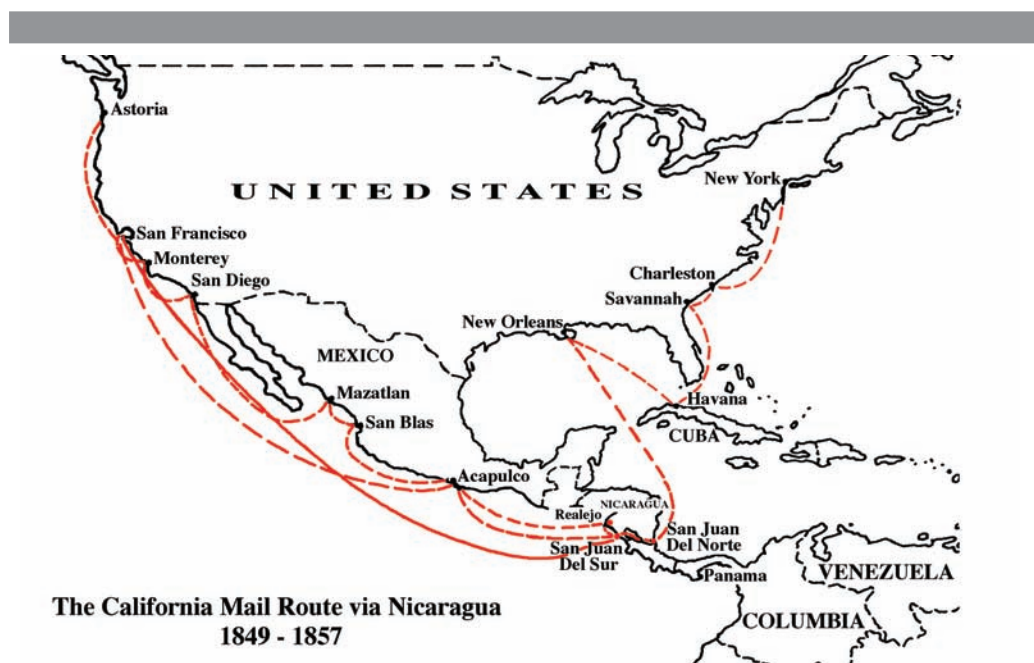 Astoria
New York
UNITED STATES
San Francisco
Monterey
San Diego
Charleston
Savannah
New Orleans
MEXICO
Mazatlan
Havana
San Blas
CUBA
Acapulco
NICARAGUA
Realejo
San Juan
Del Norte
San Juan
Del Sur
Panama
VENEZUELA
COLUMBIA
The California Mail Route via Nicaragua
1849 - 1857